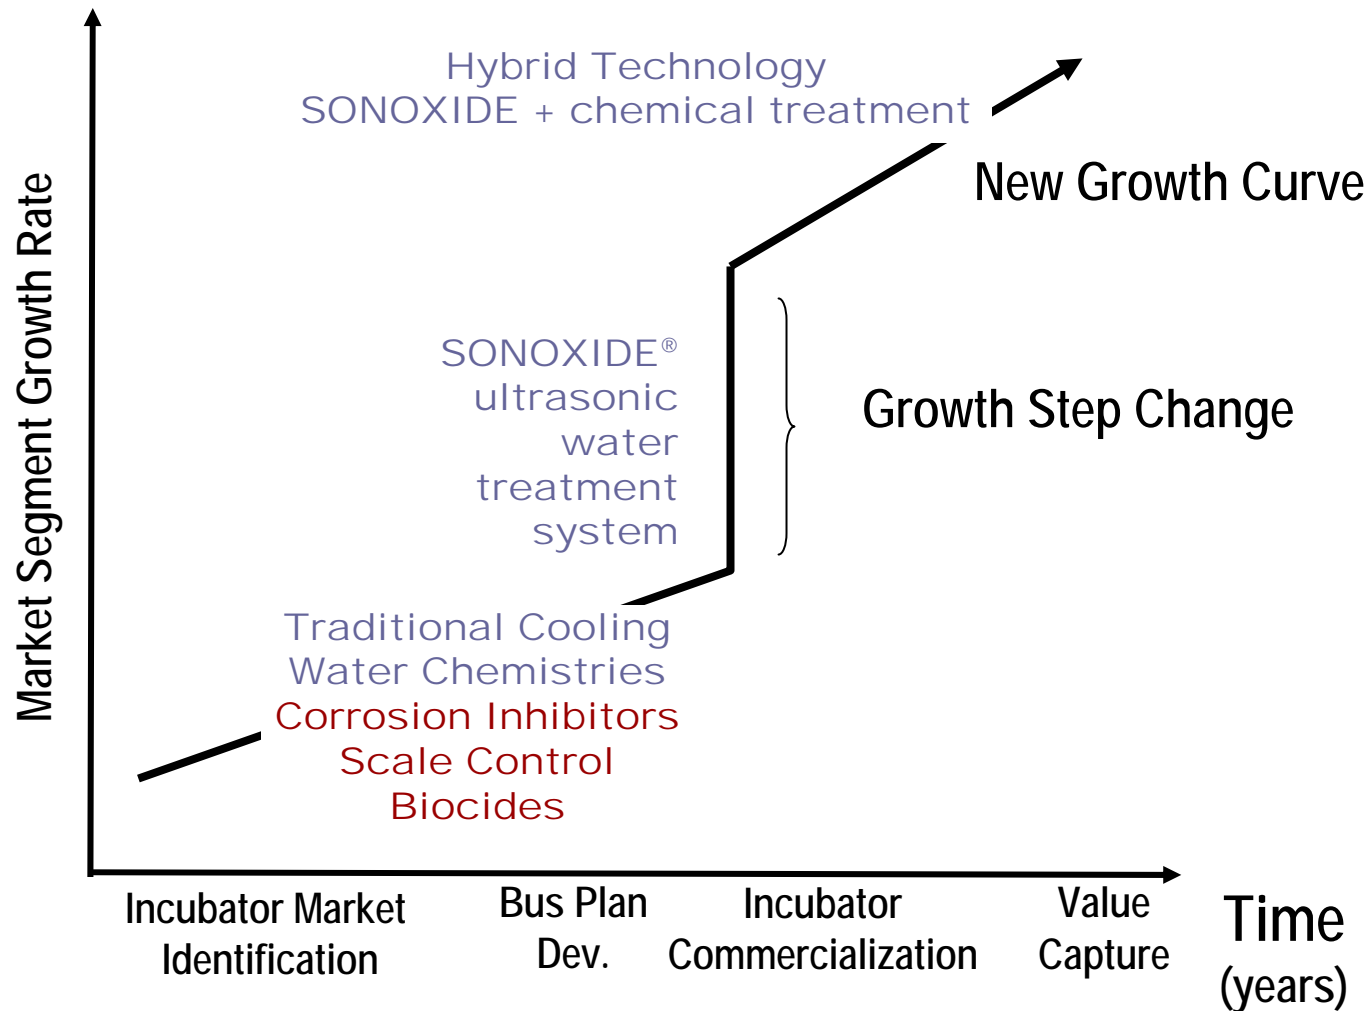 Hybrid Technology
SONOXIDE + chemical treatment
New Growth Curve
Market Segment Growth Rate
SONOXIDE®
ultrasonic
water
treatment
system
Growth Step Change
Traditional Cooling
Water Chemistries
Corrosion Inhibitors
Scale Control
Biocides
Incubator Market
Identification
Bus Plan
Dev.
Incubator
Commercialization
Value
Capture
Time
(years)